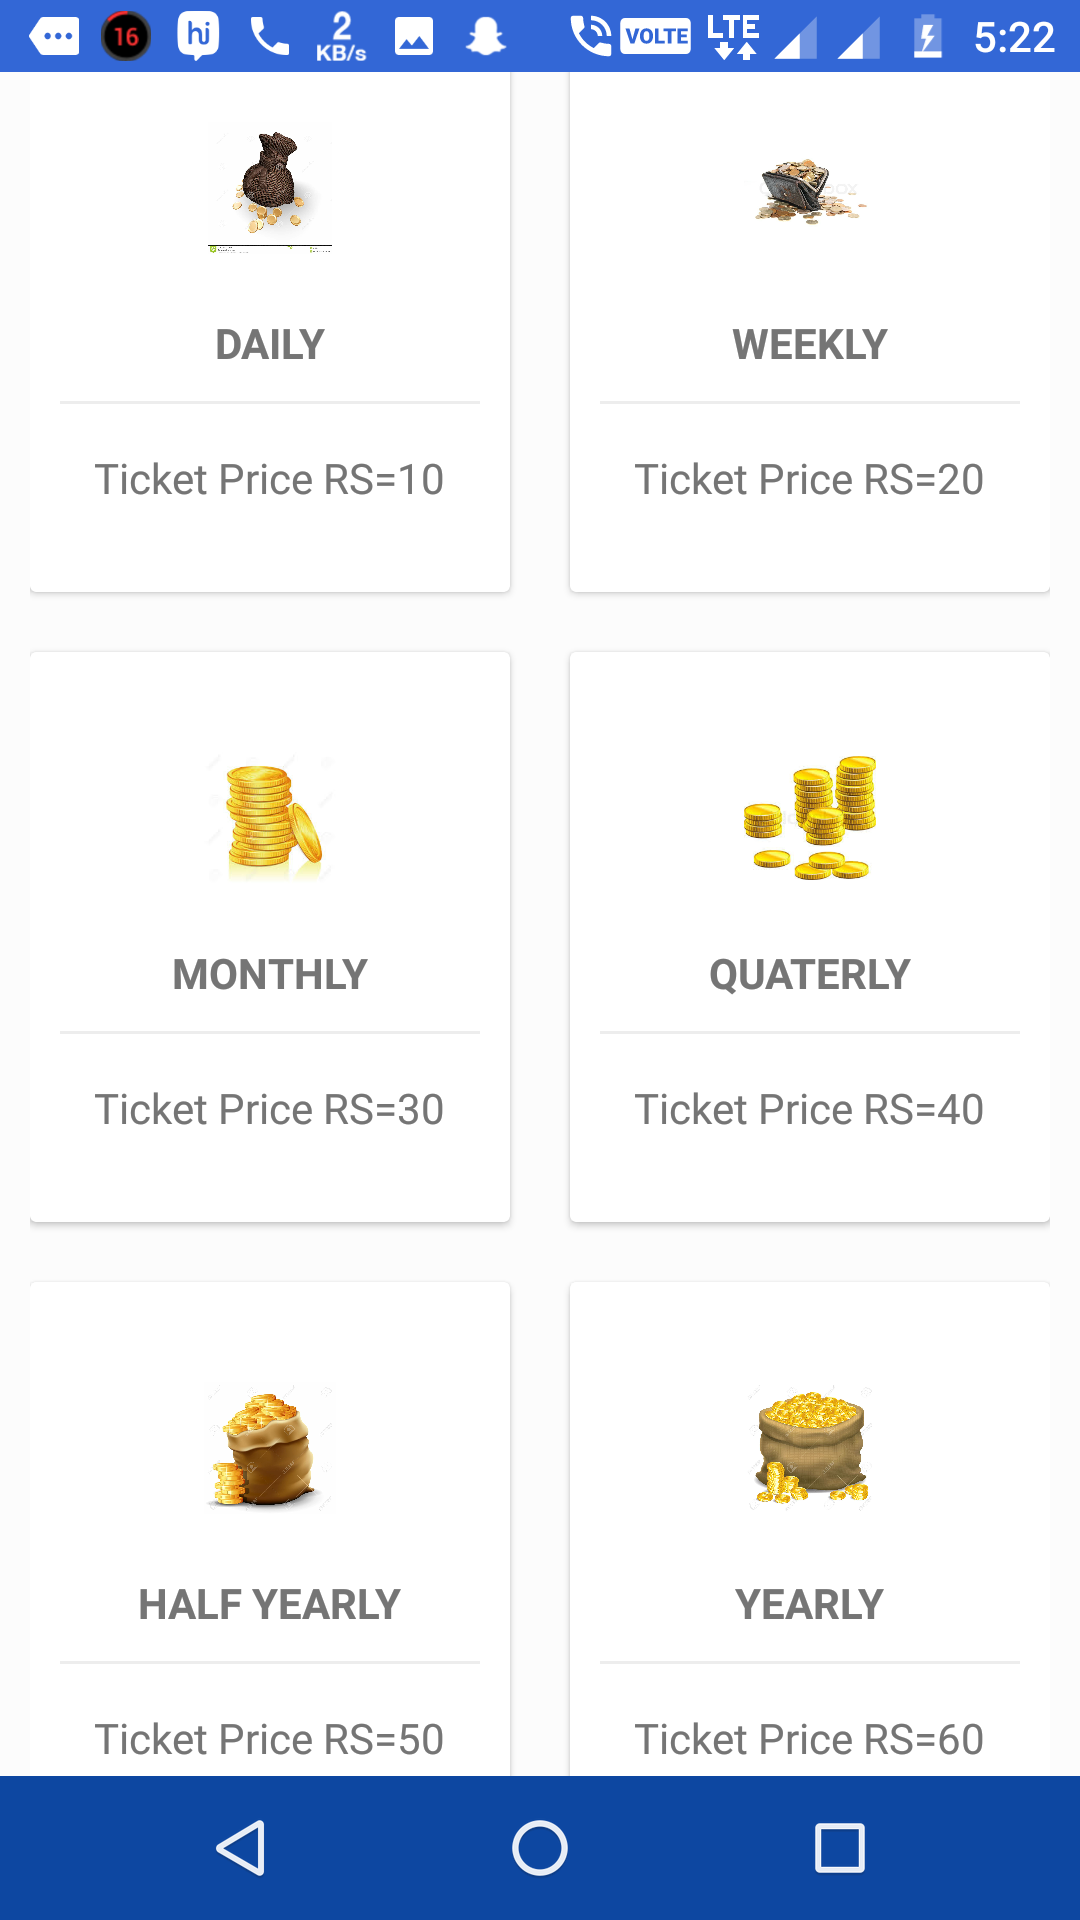 16
hi
2
KB/s
VOLTE
LTE
5:22
DAILY
WEEKLY
Ticket Price RS=10
Ticket Price RS=20
MONTHLY
QUATERLY
Ticket Price RS=30
Ticket Price RS=40
HALF YEARLY
YEARLY
Ticket Price RS=50
Ticket Price RS=60